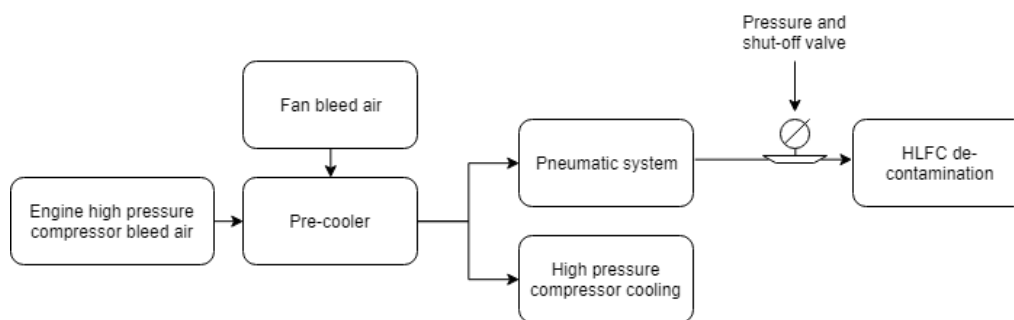 Pressure and
shut-off valve
Fan bleed air
Pneumatic system
HLFC de-
contamination
Engine high pressure
compressor bleed air
Pre-cooler
High pressure
compressor cooling